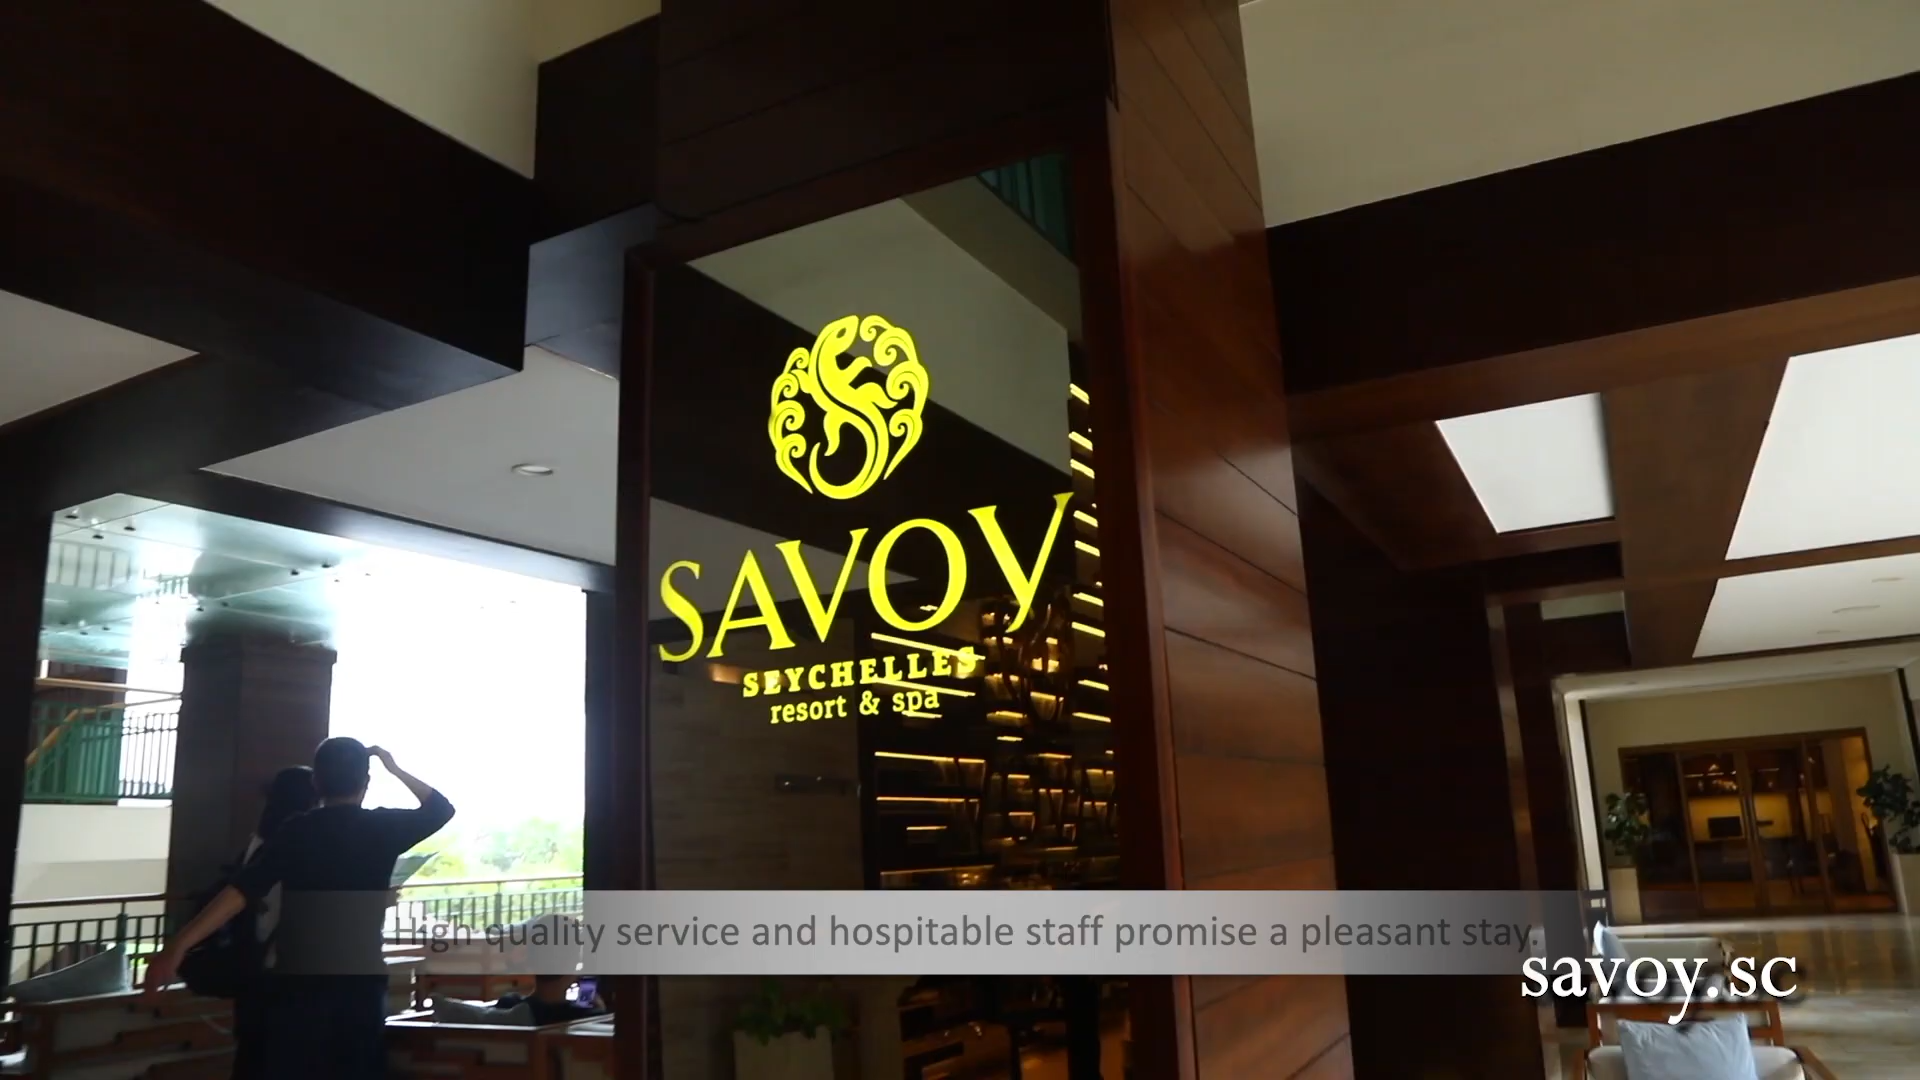 SAVOY
SEYCHELLES
resort & spa
High quality service and hospitable staff promise a pleasant stay.
savoy.sc